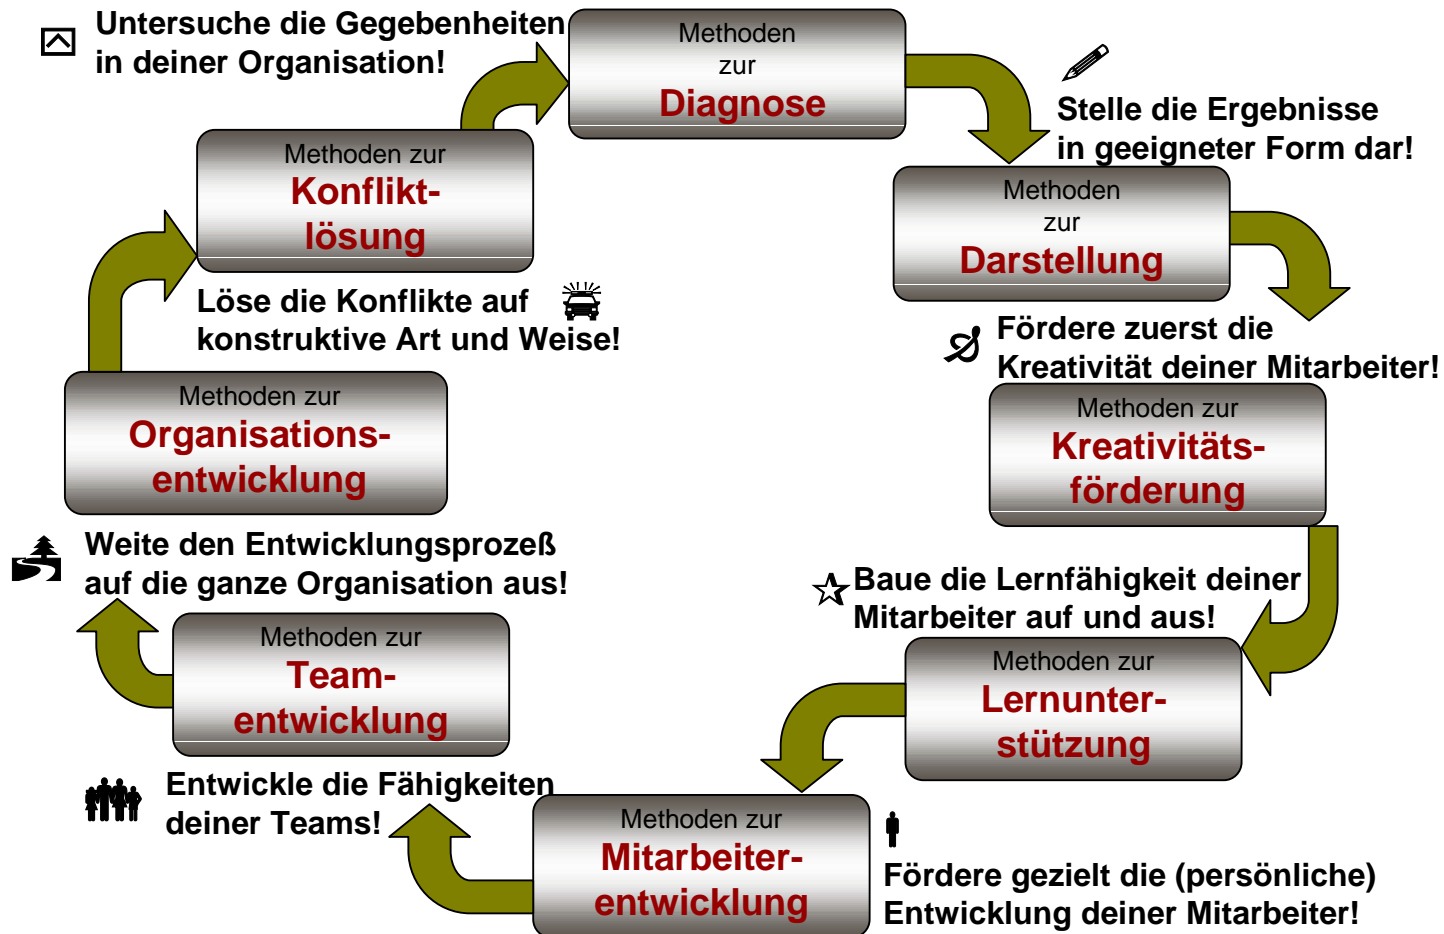 Untersuche die Gegebenheiten
in deiner Organisation!
Methoden
zur
Diagnose
Stelle die Ergebnisse
in geeigneter Form dar!
Methoden
zur
Darstellung
Fördere zuerst die
Kreativität deiner Mitarbeiter!
Methoden zur
Kreativitäts-
förderung
Baue die Lernfähigkeit deiner
Mitarbeiter auf und aus!
Methoden zur
Lernunter-
stützung
Fördere gezielt die (persönliche)
Entwicklung deiner Mitarbeiter!
Methoden zur
Mitarbeiter-
entwicklung
Entwickle die Fähigkeiten
deiner Teams!
Methoden zur
Team-
entwicklung
Weite den Entwicklungsprozeß
auf die ganze Organisation aus!
Methoden zur
Organisations-
entwicklung
Löse die Konflikte auf
konstruktive Art und Weise!
Methoden zur
Konflikt-
lösung